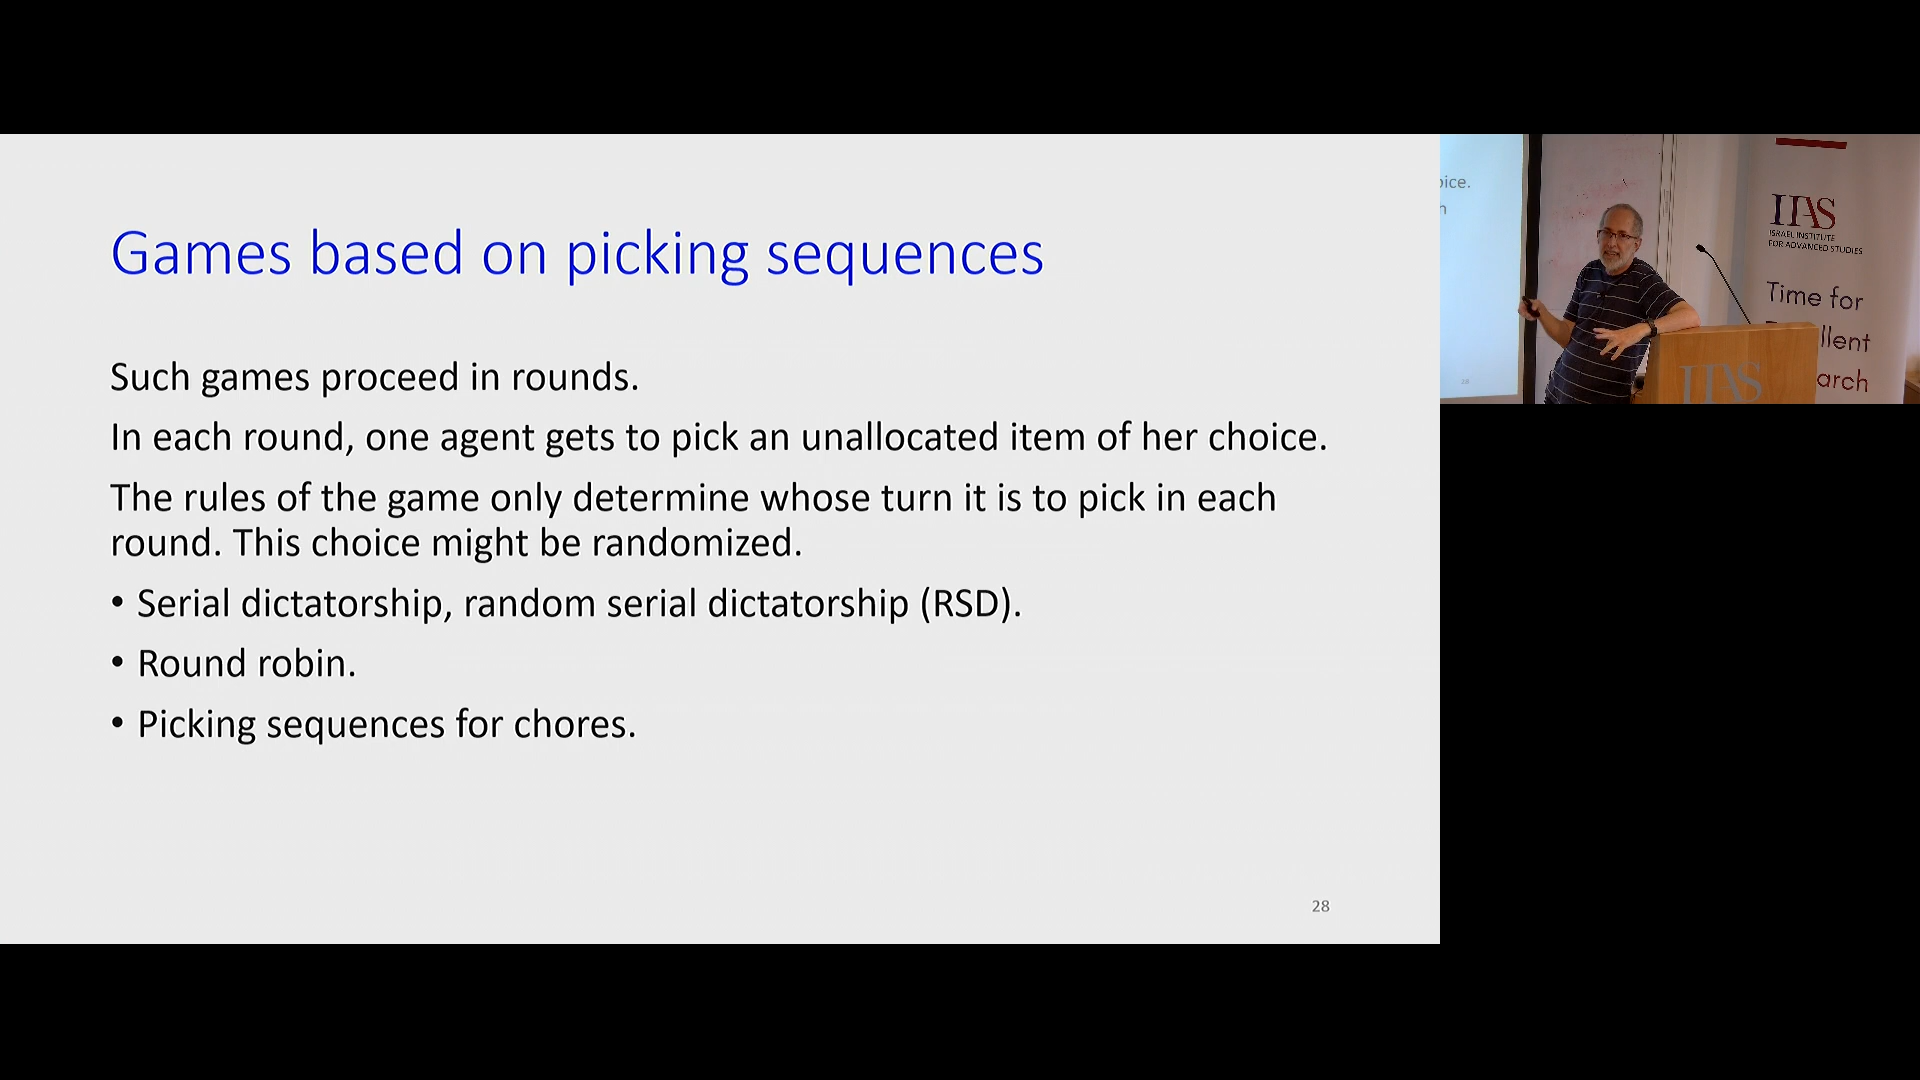 Games based on picking sequences
Such games proceed in rounds.
In each round, one agent gets to pick an unallocated item of her choice.
The rules of the game only determine whose turn it is to pick in each
round. This choice might be randomized.
• Serial dictatorship, random serial dictatorship (RSD).
• Round robin.
• Picking sequences for chores.
28
oice.
n
IIAS
ISRAEL INSTITUTE
FOR ADVANCED STUDIES
Time for
llent
arch
IIAS